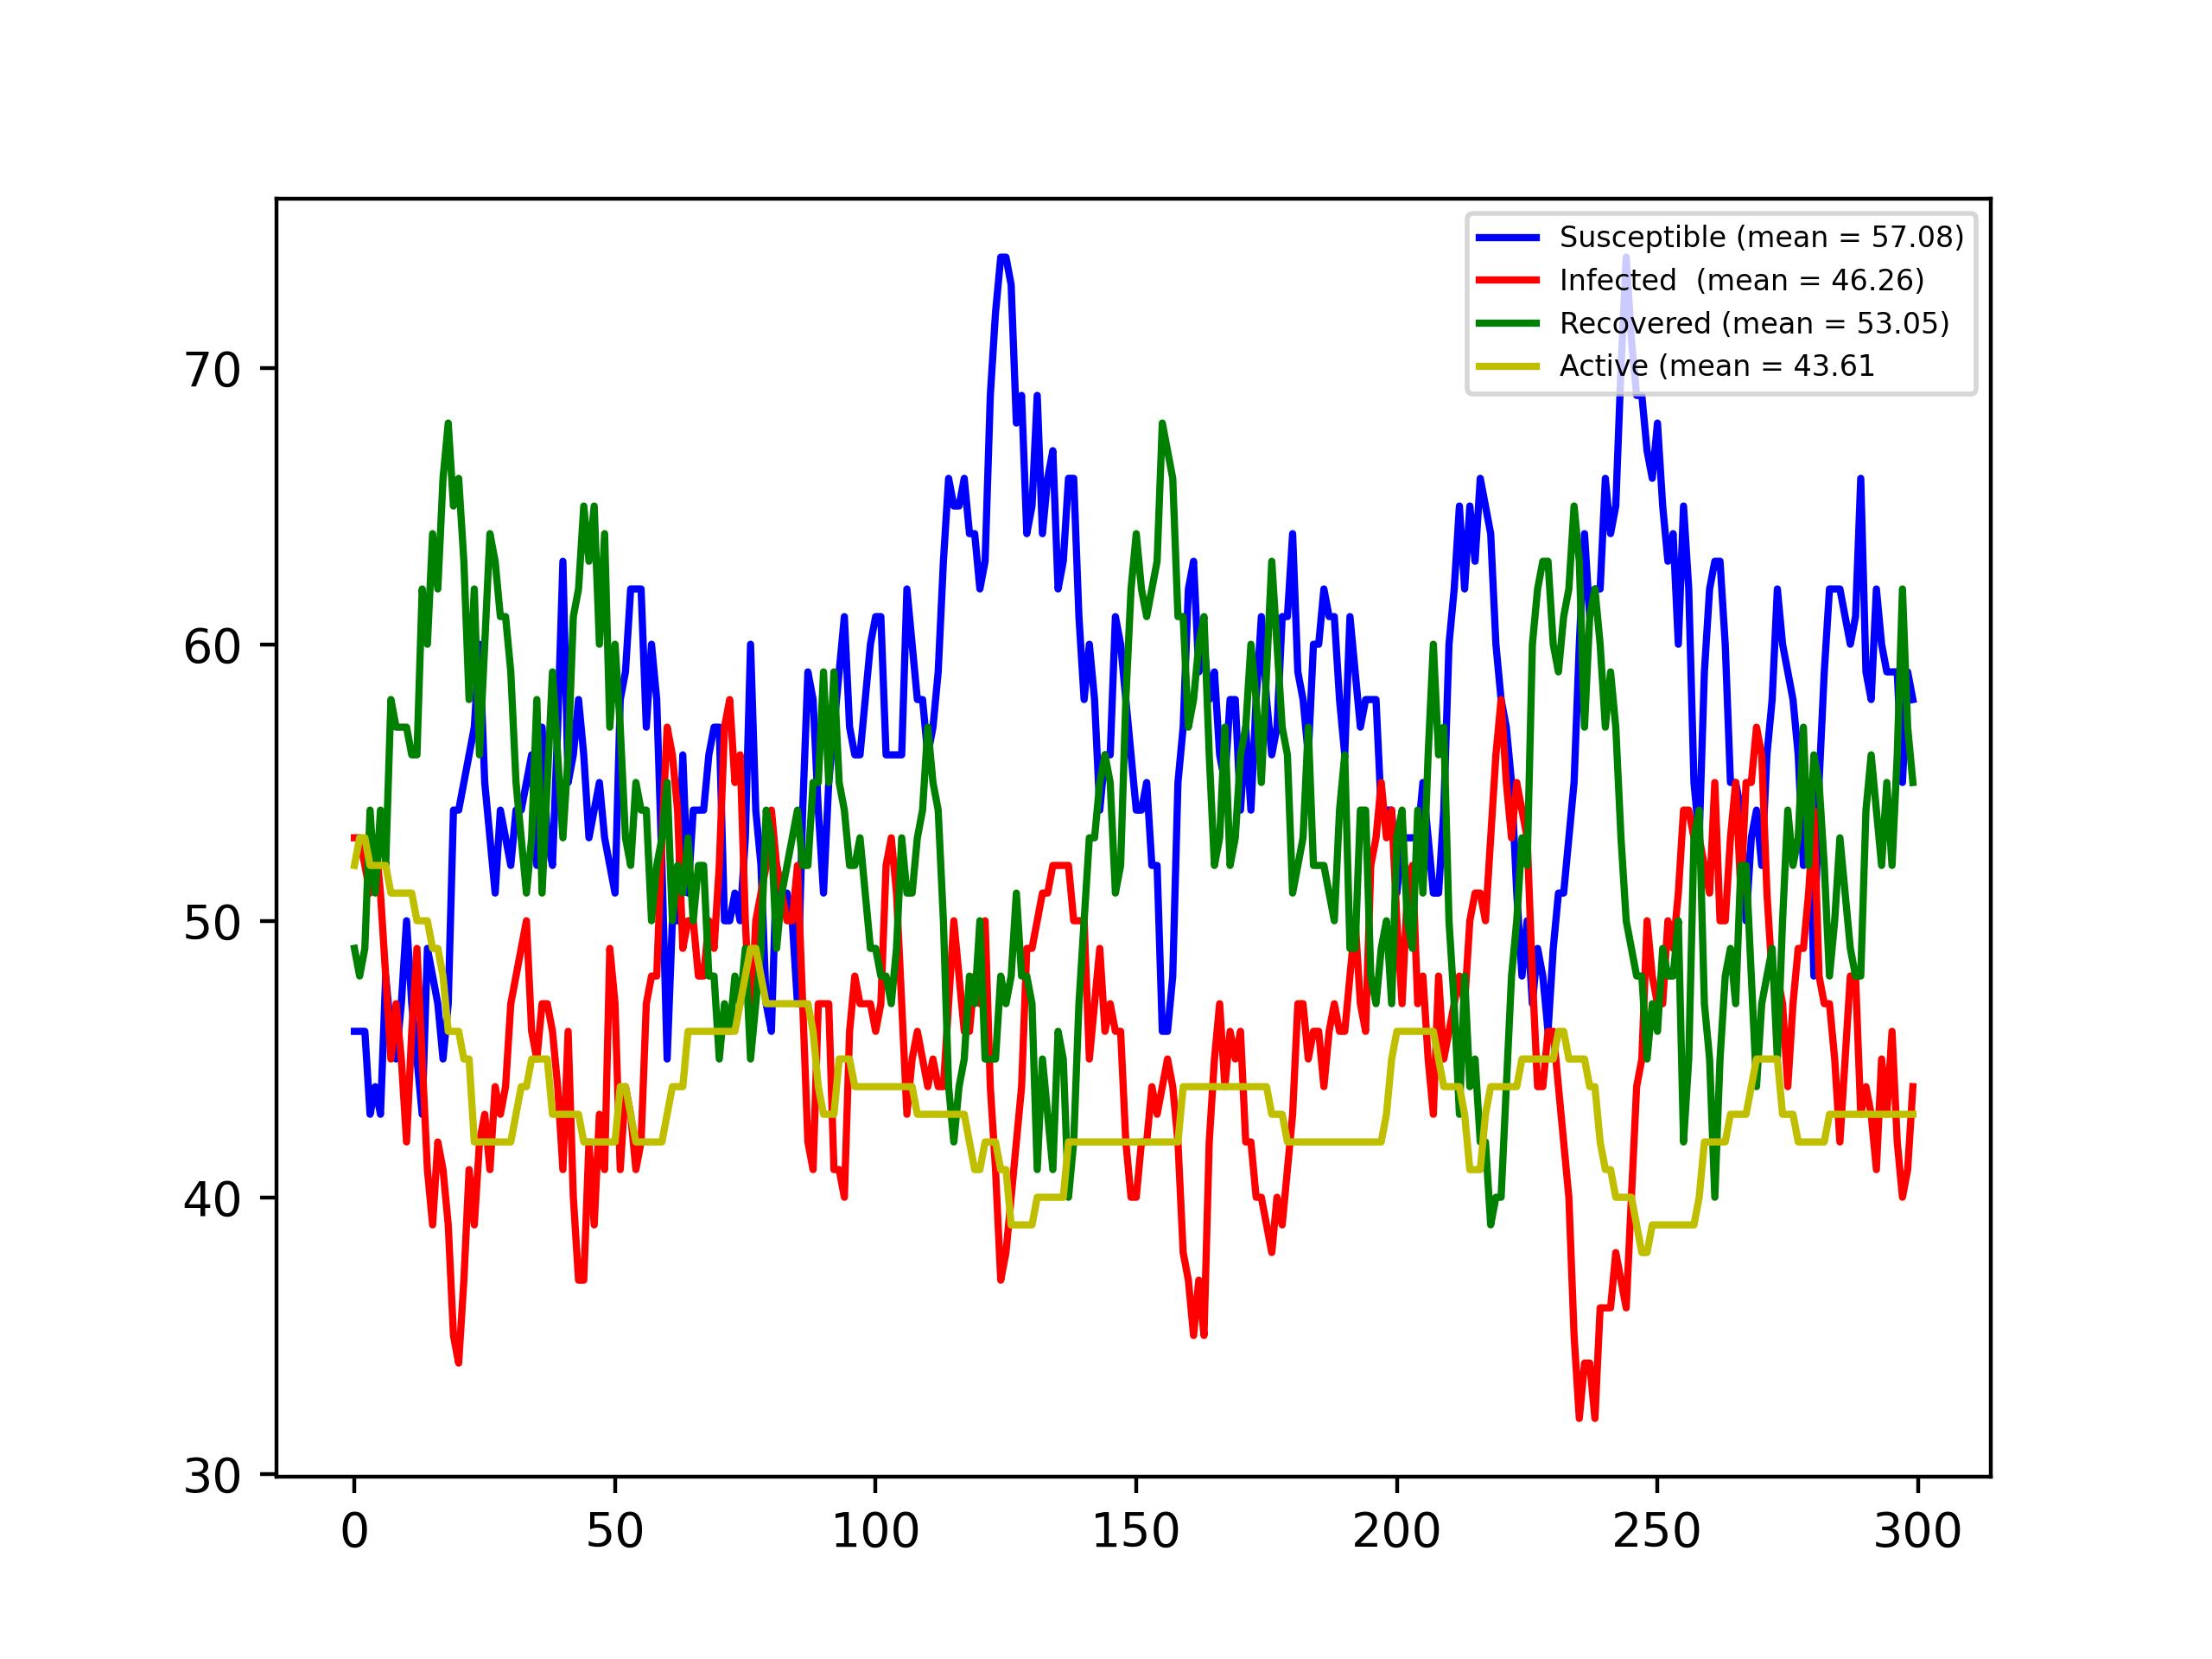 Susceptible (mean = 57.08)
Infected  (mean = 46.26)
Recovered (mean = 53.05)
Active (mean = 43.61
70
60
50
40
30
0 50 100 150 200 250 300